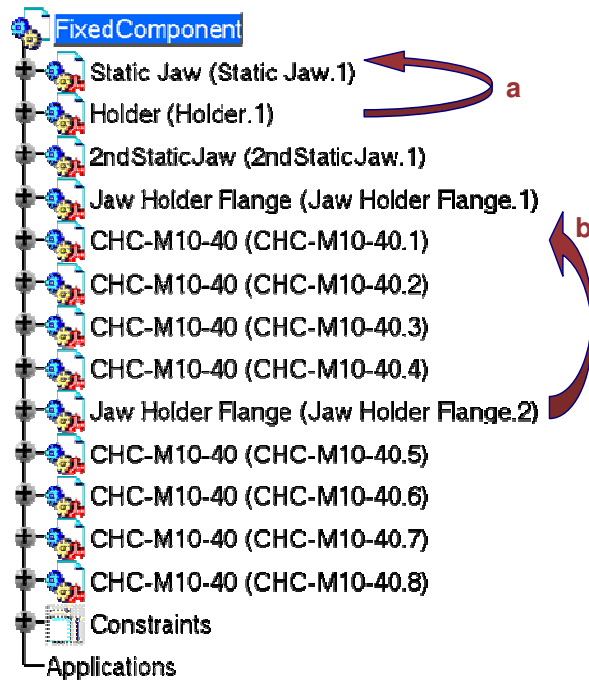 FixedComponent
Static Jaw (Static Jaw.1)
a
Holder (Holder.1)
2ndStaticJaw (2ndStaticJaw.1)
Jaw Holder Flange (Jaw Holder Flange.1)
b
CHC-M10-40 (CHC-M10-40.1)
CHC-M10-40 (CHC-M10-40.2)
CHC-M10-40 (CHC-M10-40.3)
CHC-M10-40 (CHC-M10-40.4)
Jaw Holder Flange (Jaw Holder Flange.2)
CHC-M10-40 (CHC-M10-40.5)
CHC-M10-40 (CHC-M10-40.6)
CHC-M10-40 (CHC-M10-40.7)
CHC-M10-40 (CHC-M10-40.8)
Constraints
Applications